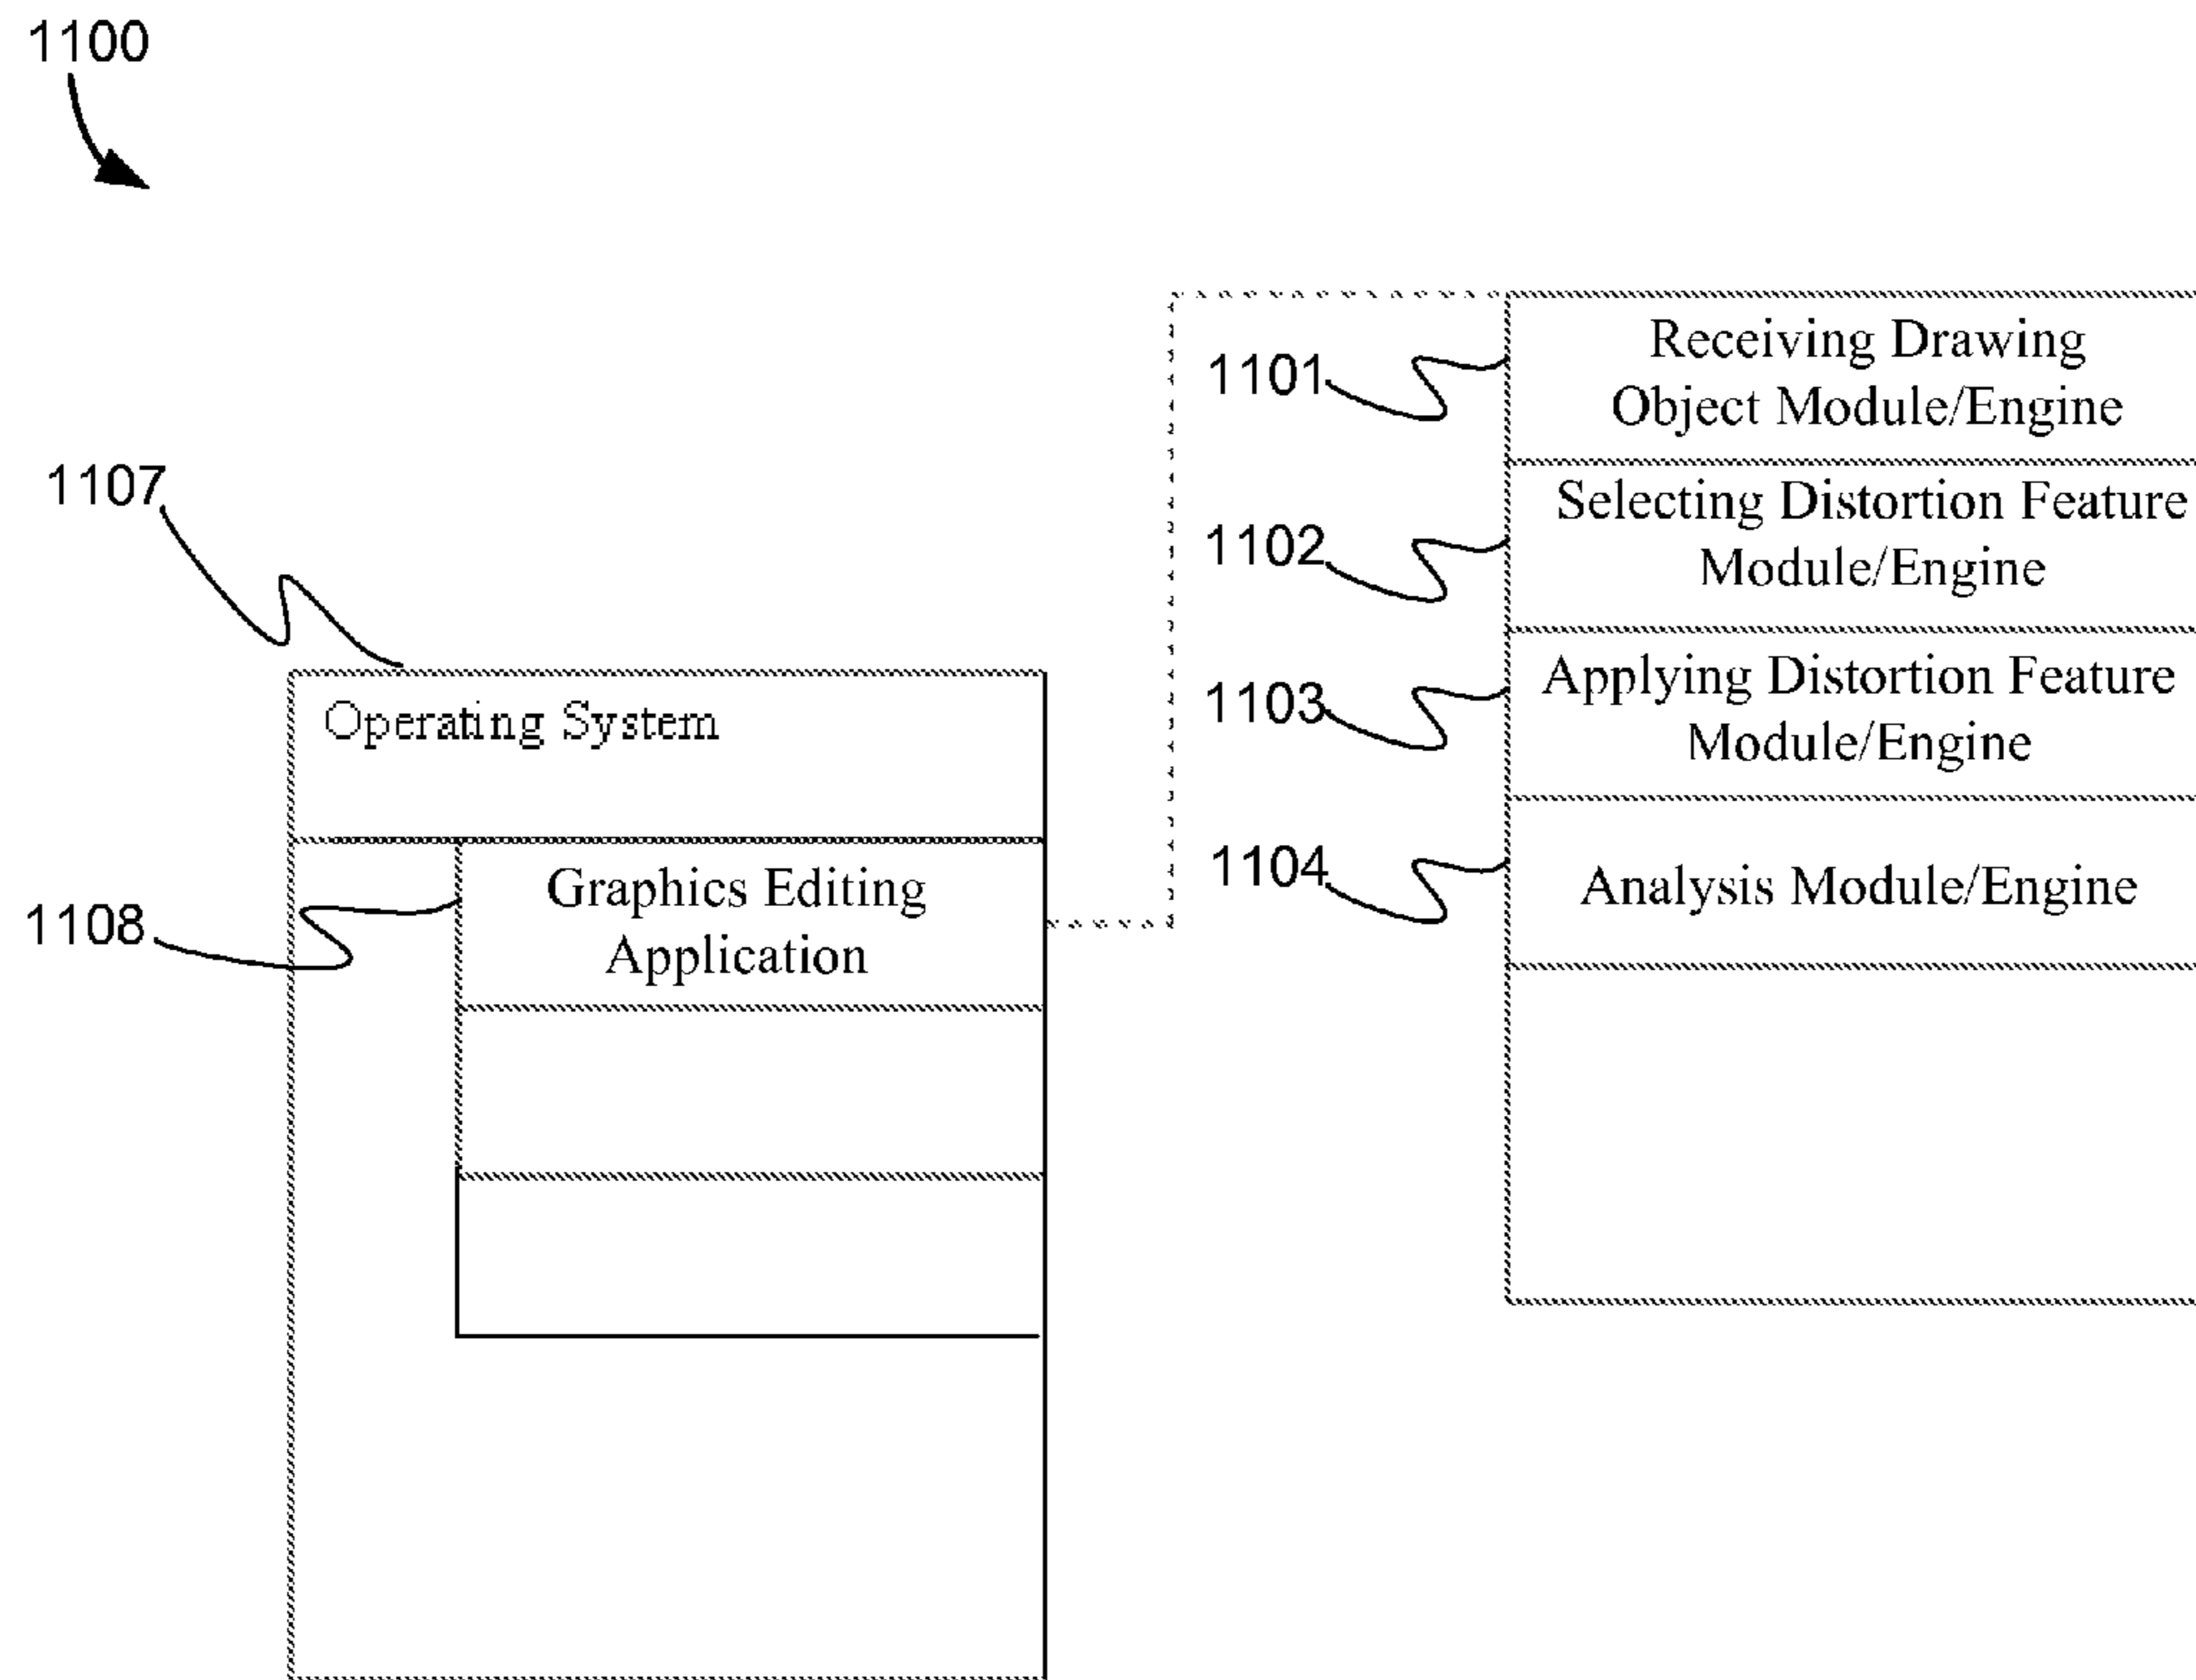 1100
1101
Receiving Drawing
Object Module/Engine
1102
Selecting Distortion Feature
Module/Engine
1103
Applying Distortion Feature
Module/Engine
1104
Analysis Module/Engine
1107
Operating System
1108
Graphics Editing
Application